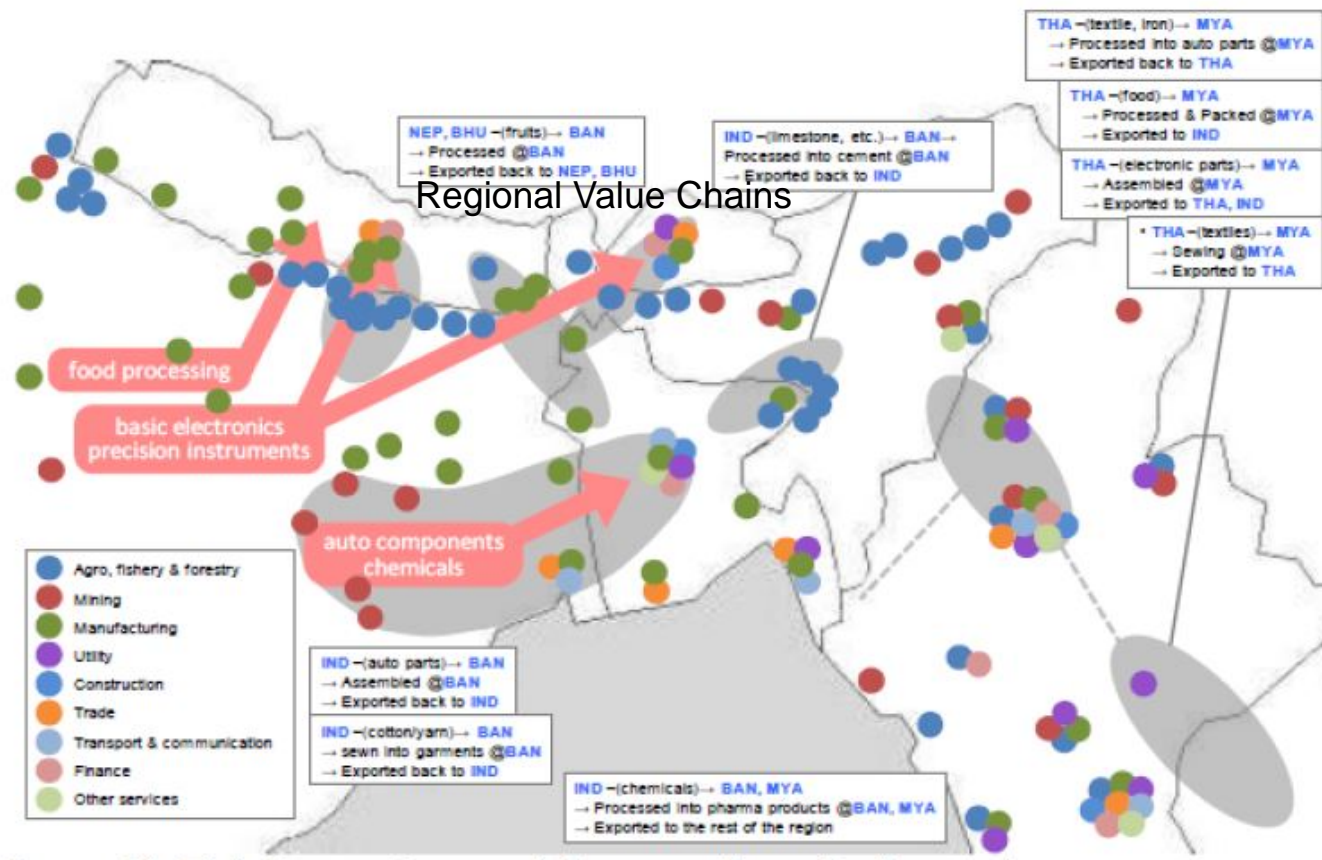 THA –(textile, iron)→ MYA
→ Processed into auto parts @MYA
→ Exported back to THA
THA –(food)→ MYA
→ Processed & Packed @MYA
→ Exported to IND
THA –(electronic parts)→ MYA
→ Assembled @MYA
→ Exported to THA, IND
* THA –(textiles)→ MYA
→ Sewing @MYA
→ Exported to THA
NEP, BHU –(fruits)→ BAN
→ Processed @BAN
→ Exported back to NEP, BHU
IND –(limestone, etc.)→ BAN→
Processed into cement @BAN
→ Exported back to IND
Regional Value Chains
food processing
basic electronics
precision instruments
auto components
chemicals
Agro, fishery & forestry
Mining
Manufacturing
Utility
Construction
Trade
Transport & communication
Finance
Other services
IND –(auto parts)→ BAN
→ Assembled @BAN
→ Exported back to IND
IND –(cotton/yarn)→ BAN
→ sewn into garments @BAN
→ Exported back to IND
IND –(chemicals)→ BAN, MYA
→ Processed into pharma products @BAN, MYA
→ Exported to the rest of the region